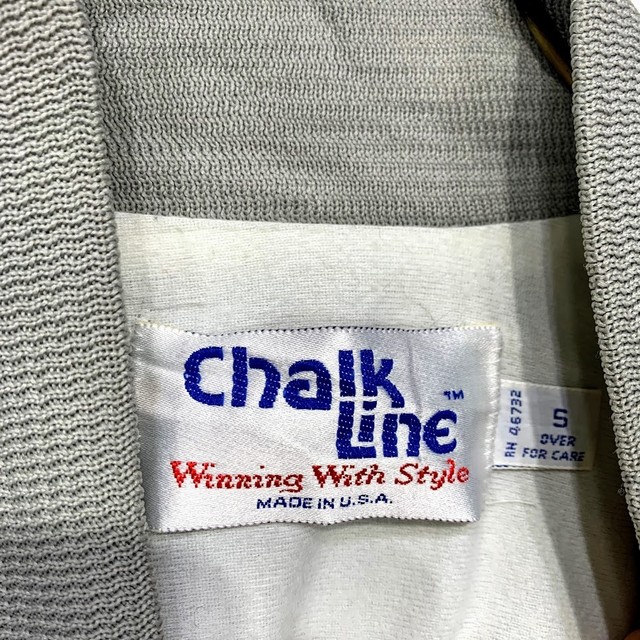 Chalk
Line™
Winning With Style
MADE IN U.S.A.
RN 46732
S
OVER
FOR CARE